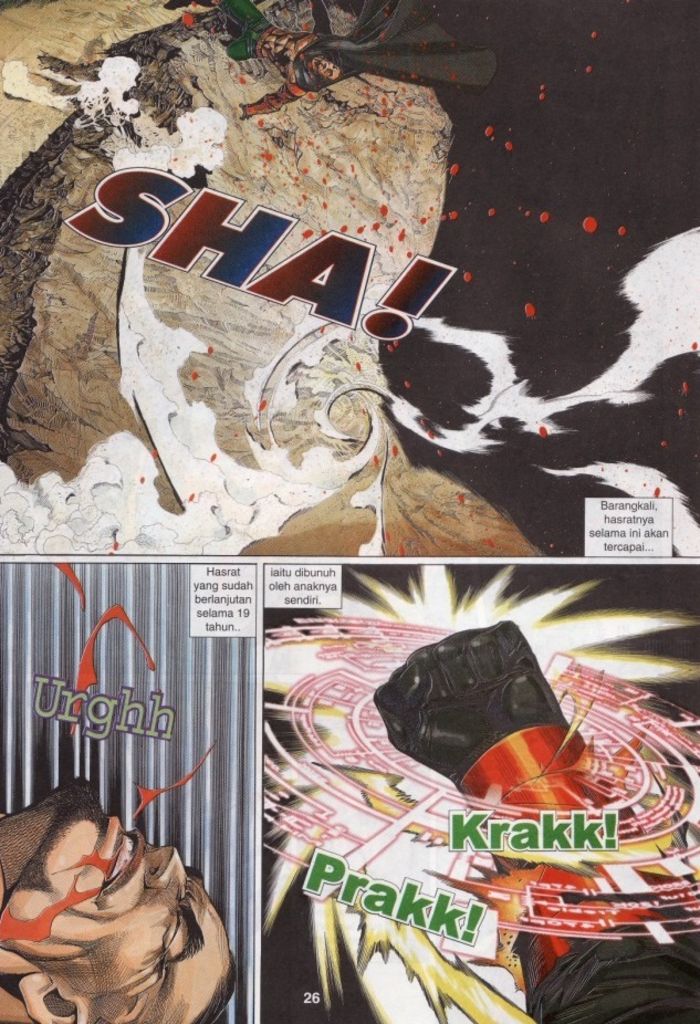 SHA!
Barangkali,
hasratnya
selama ini akan
tercapai...
Hasrat
yang sudah
berlanjutan
selama 19
tahun..
Urghh
iaitu dibunuh
oleh anaknya
sendiri.
Krakk!
Prakk!
26